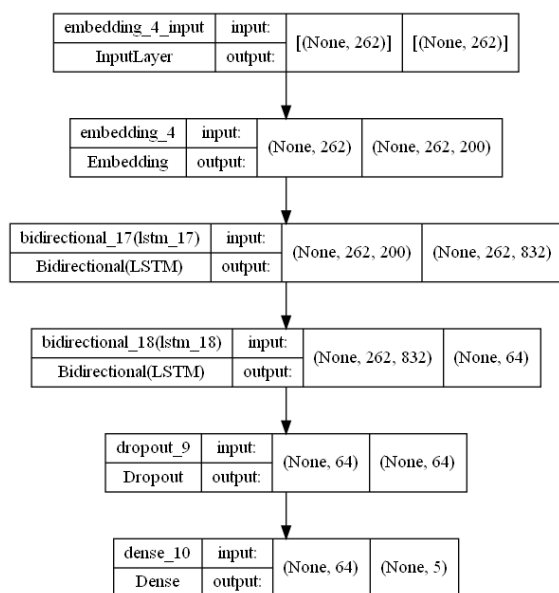 embedding_4_input input: [(None, 262)] [(None, 262)]
InputLayer output:
embedding_4 input: (None, 262) (None, 262, 200)
Embedding output:
bidirectional_17(lstm_17) input: (None, 262, 200) (None, 262, 832)
Bidirectional(LSTM) output:
bidirectional_18(lstm_18) input: (None, 262, 832) (None, 64)
Bidirectional(LSTM) output:
dropout_9 input: (None, 64) (None, 64)
Dropout output:
dense_10 input: (None, 64) (None, 5)
Dense output: